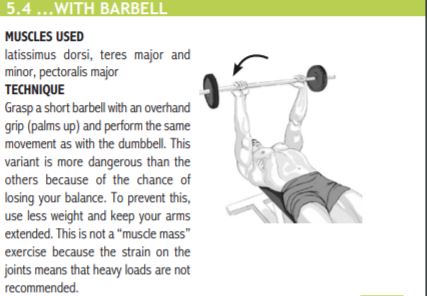 5.4 ...WITH BARBELL
MUSCLES USED
latissimus dorsi, teres major and
minor, pectoralis major
TECHNIQUE
Grasp a short barbell with an overhand
grip (palms up) and perform the same
movement as with the dumbbell. This
variant is more dangerous than the
others because of the chance of
losing your balance. To prevent this,
use less weight and keep your arms
extended. This is not a “muscle mass”
exercise because the strain on the
joints means that heavy loads are not
recommended.